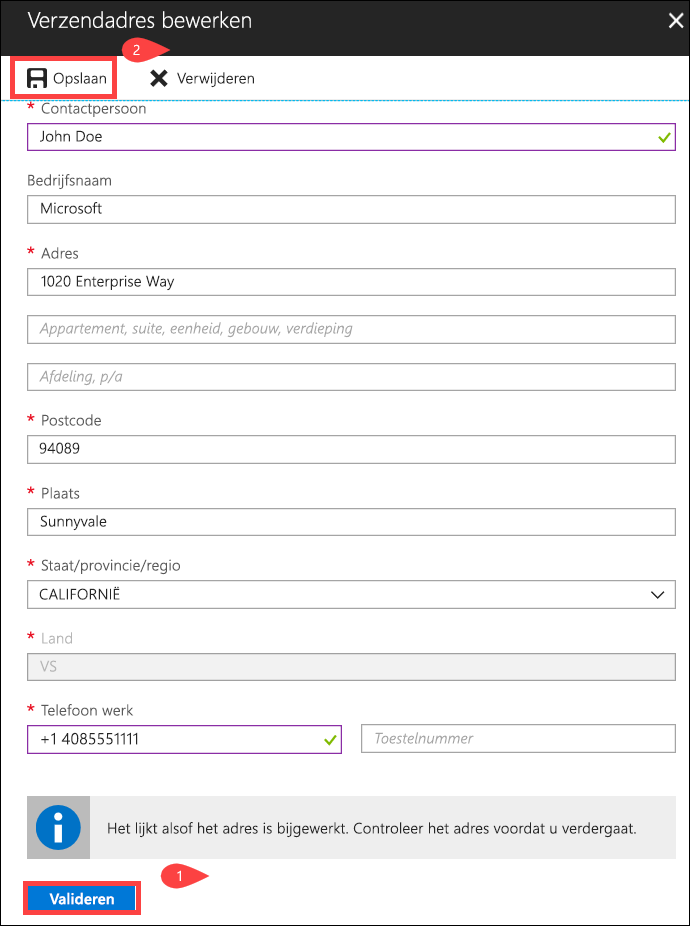 Verzendadres bewerken
2
Opslaan Verwijderen
* Contactpersoon
John Doe
Bedrijfsnaam
Microsoft
* Adres
1020 Enterprise Way
Appartement, suite, eenheid, gebouw, verdieping
Afdeling, p/a
* Postcode
94089
* Plaats
Sunnyvale
* Staat/provincie/regio
CALIFORNIË
* Land
VS
* Telefoon werk
+1 4085551111 Toestelnummer
Het lijkt alsof het adres is bijgewerkt. Controleer het adres voordat u verdergaat.
1
Valideren